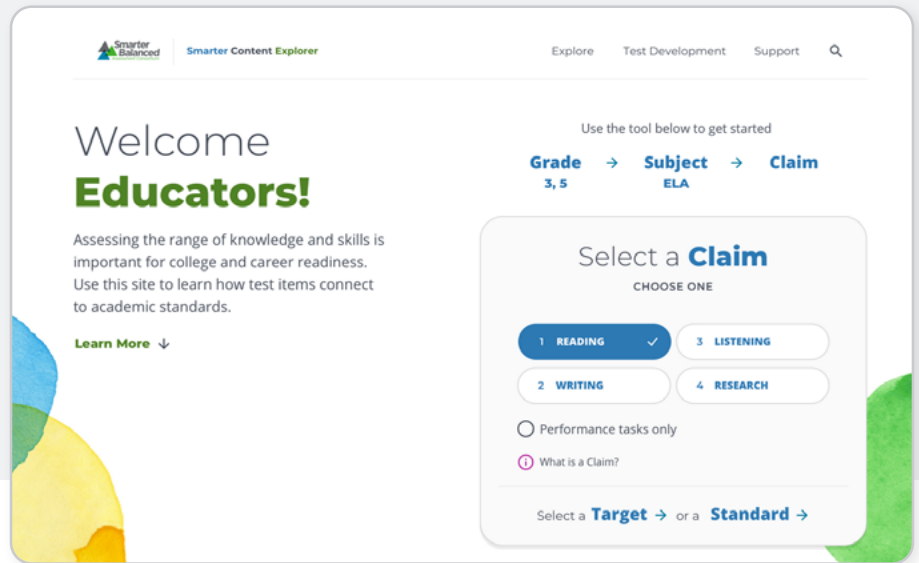 Smarter
Balanced
Smarter Content Explorer
Explore
Test Development
Support
Welcome
Educators!
Assessing the range of knowledge and skills is
important for college and career readiness.
Use this site to learn how test items connect
to academic standards.
Learn More ↓
Use the tool below to get started
Grade → Subject → Claim
3, 5
ELA
Select a Claim
CHOOSE ONE
1 READING
3 LISTENING
2 WRITING
4 RESEARCH
Performance tasks only
What is a Claim?
Select a Target → or a Standard →